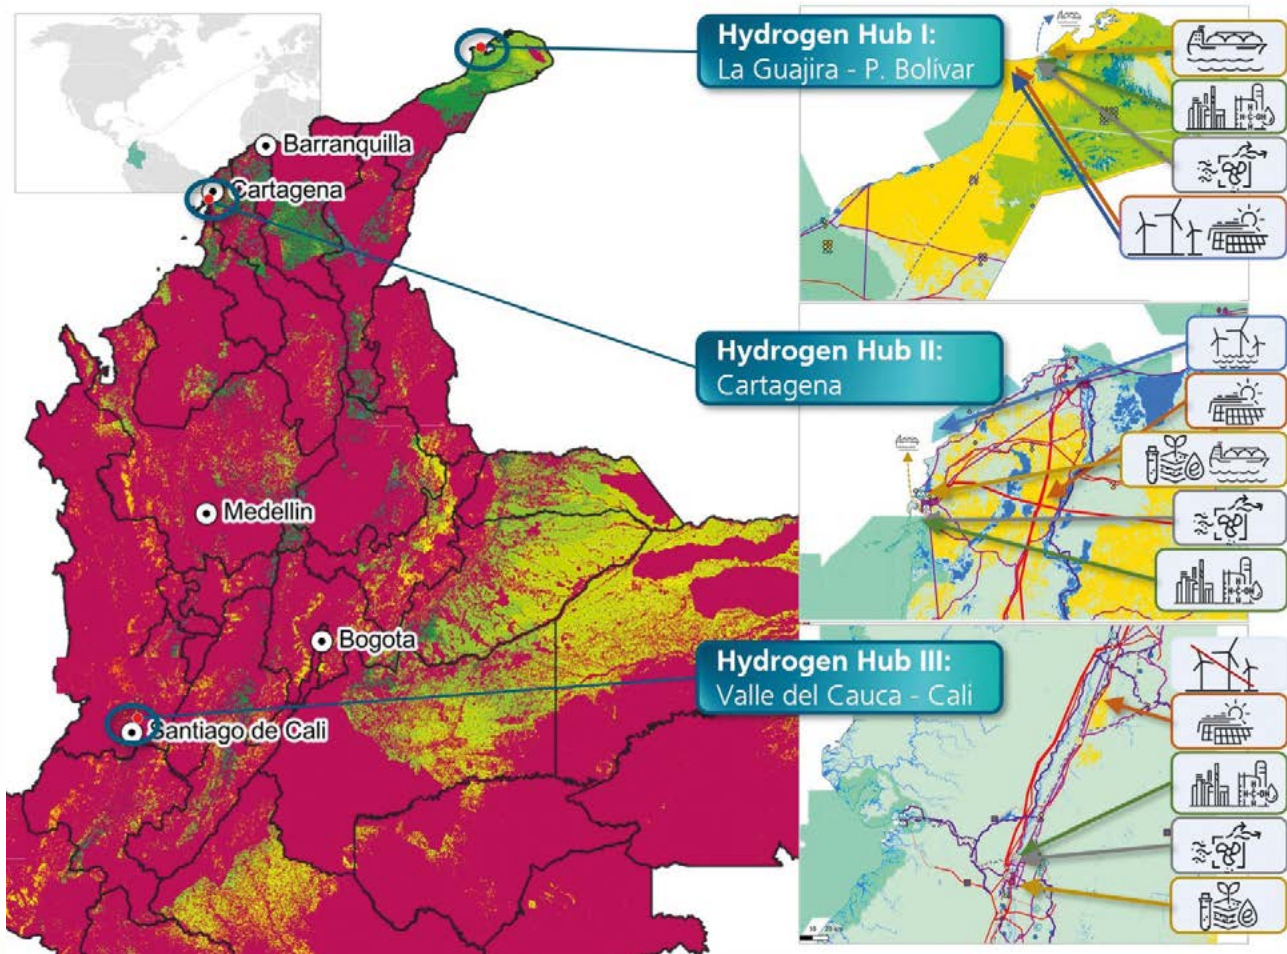 Hydrogen Hub I:
La Guajira - P. Bolívar
Barranquilla
Cartagena
Hydrogen Hub II:
Cartagena
Medellin
Bogota
Hydrogen Hub III:
Valle del Cauca - Cali
Santiago de Cali